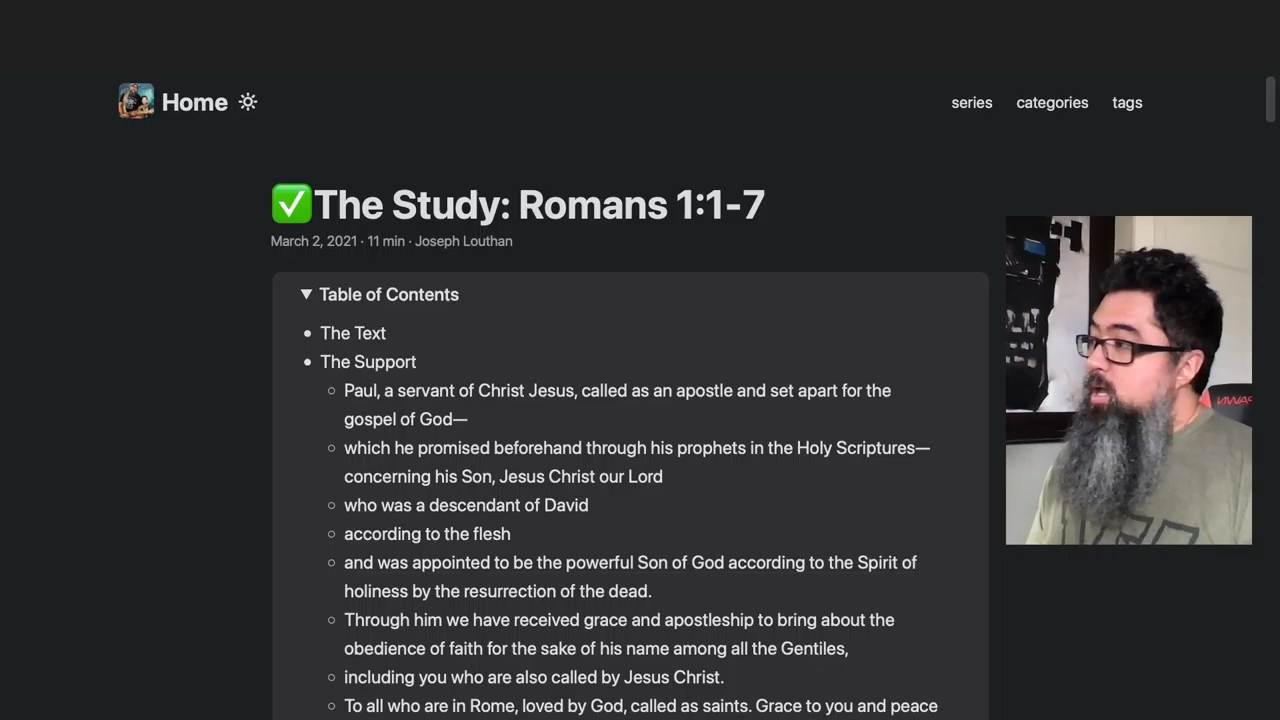 Home
series categories tags
✅The Study: Romans 1:1-7
March 2, 2021 · 11 min · Joseph Louthan
▼ Table of Contents
• The Text
• The Support
◦ Paul, a servant of Christ Jesus, called as an apostle and set apart for the
gospel of God—
◦ which he promised beforehand through his prophets in the Holy Scriptures—
concerning his Son, Jesus Christ our Lord
◦ who was a descendant of David
◦ according to the flesh
◦ and was appointed to be the powerful Son of God according to the Spirit of
holiness by the resurrection of the dead.
◦ Through him we have received grace and apostleship to bring about the
obedience of faith for the sake of his name among all the Gentiles,
◦ including you who are also called by Jesus Christ.
◦ To all who are in Rome, loved by God, called as saints. Grace to you and peace